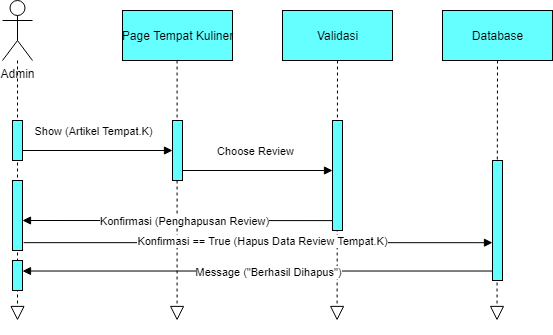 Page Tempat Kuliner
Validasi
Database
Admin
Show (Artikel Tempat.K)
Choose Review
Konfirmasi (Penghapusan Review)
Konfirmasi == True (Hapus Data Review Tempat.K)
Message ("Berhasil Dihapus")